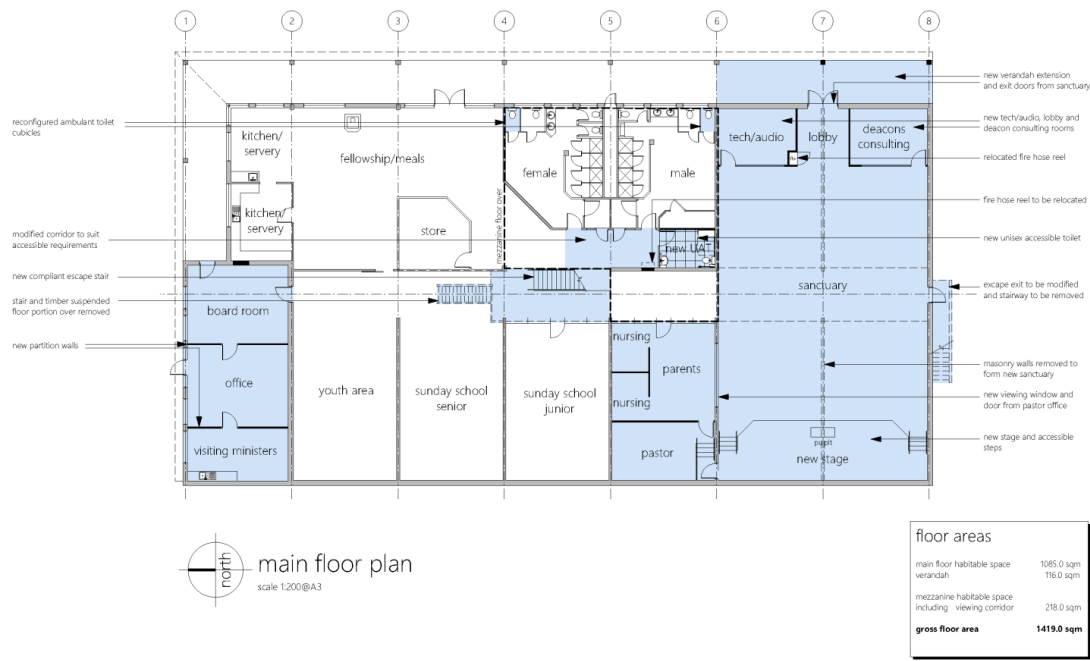 1 2 3 4 5 6 7 8
new verandah extension
and exit doors from sanctuary
reconfigured ambulant toilet
cubicles
new tech/audio, lobby and
deacon consulting rooms
kitchen/
servery
fellowship/meals
female
male
tech/audio
lobby
deacons
consulting
relocated fire hose reel
fire hose reel to be relocated
kitchen/
servery
store
mezzanine floor over
modified corridor to suit
accessible requirements
new UAT
new unisex accessible toilet
new compliant escape stair
stair and timber suspended
floor portion over removed
board room
sanctuary
escape exit to be modified
and stairway to be removed
new partition walls
nursing
parents
office
youth area
sunday school
senior
sunday school
junior
nursing
masonry walls removed to
form new sanctuary
new viewing window and
door from pastor office
visiting ministers
pastor
pulpit
new stage
new stage and accessible
steps
north
main floor plan
scale 1:200@A3
floor areas
main floor habitable space 1085.0 sqm
verandah 116.0 sqm
mezzanine habitable space
including viewing corridor 218.0 sqm
gross floor area 1419.0 sqm